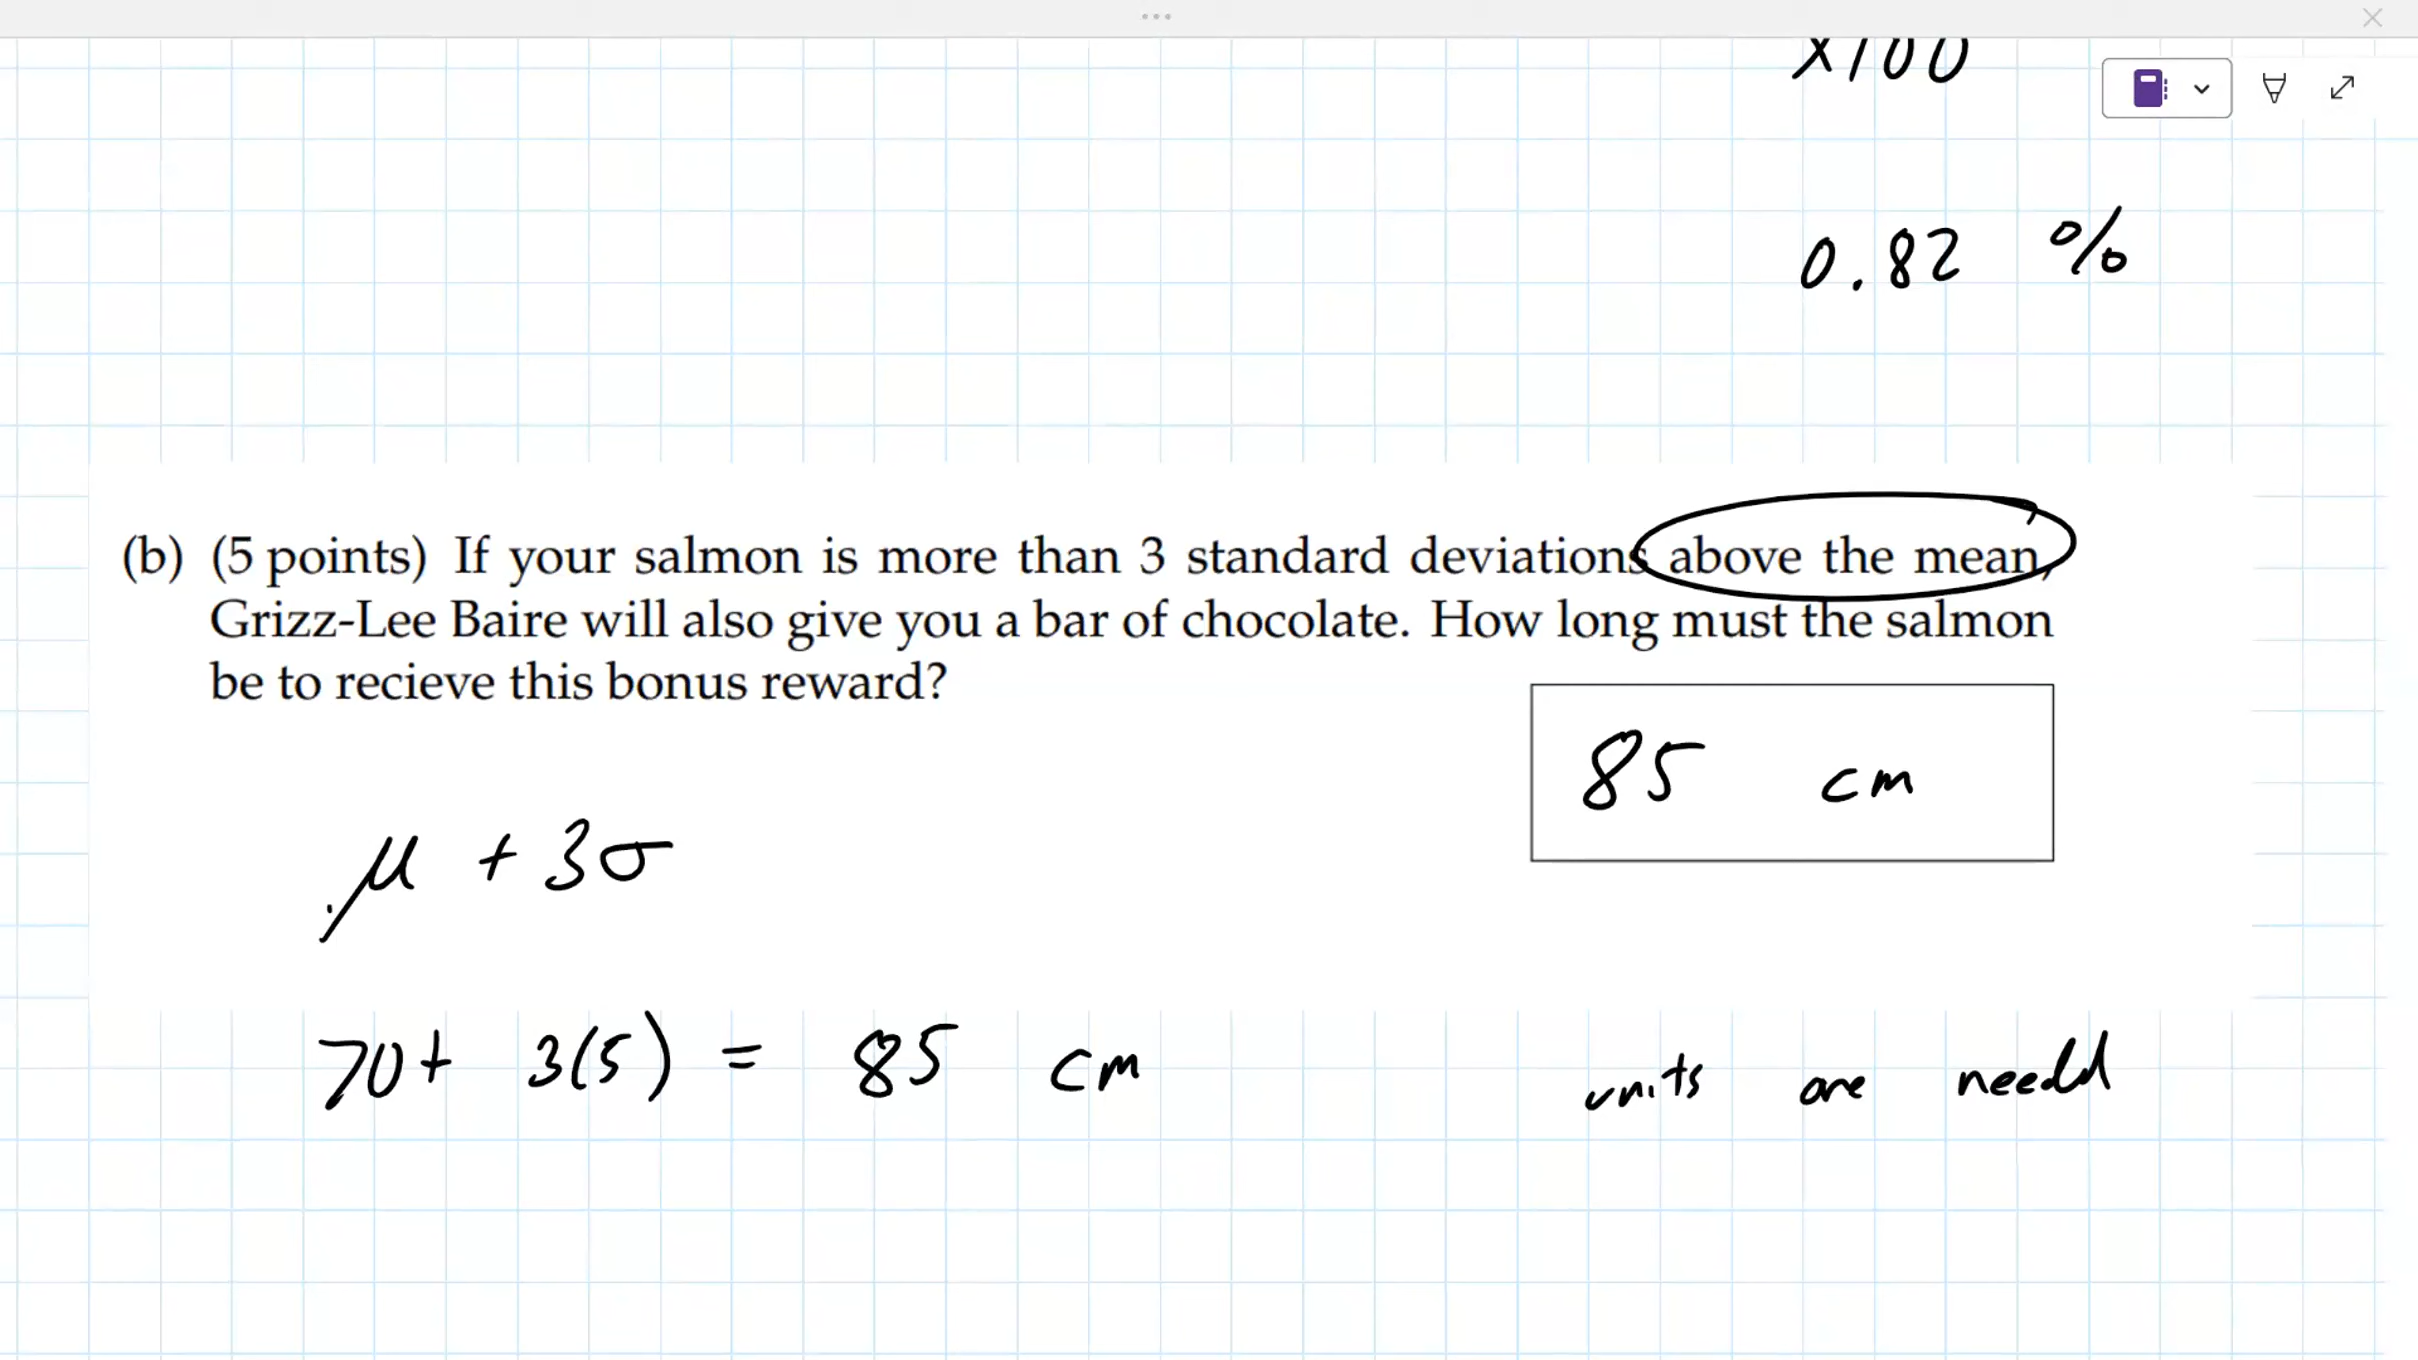 x100
0.82 %
(b) (5 points) If your salmon is more than 3 standard deviations above the mean,
Grizz-Lee Baire will also give you a bar of chocolate. How long must the salmon
be to recieve this bonus reward?
85 cm
μ + 3σ
70 + 3(5) = 85 cm
units are needd